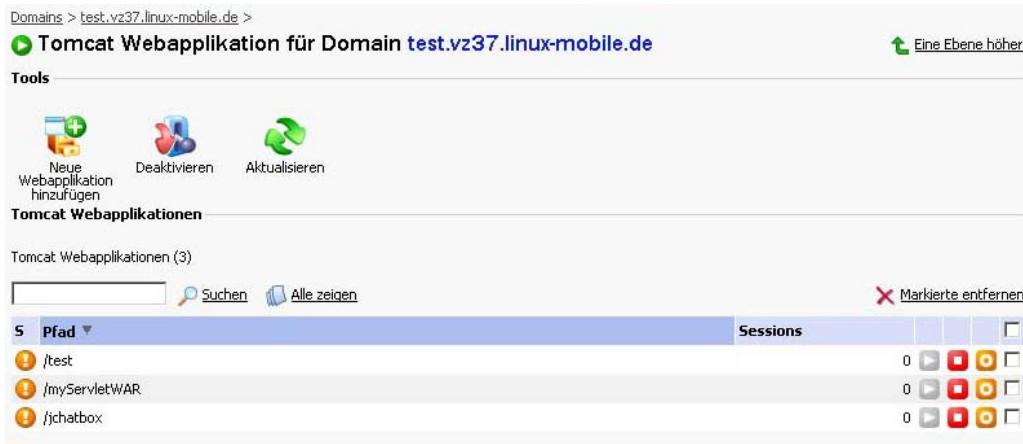 Domains > test.vz37.linux-mobile.de >
Tomcat Webapplikation für Domain test.vz37.linux-mobile.de
Eine Ebene höher
Tools
Neue
Webapplikation
hinzufügen
Deaktivieren
Aktualisieren
Tomcat Webapplikationen
Tomcat Webapplikationen (3)
Suchen Alle zeigen Markierte entfernen
S Pfad Sessions
/test 0
/myServletWAR 0
/jchatbox 0